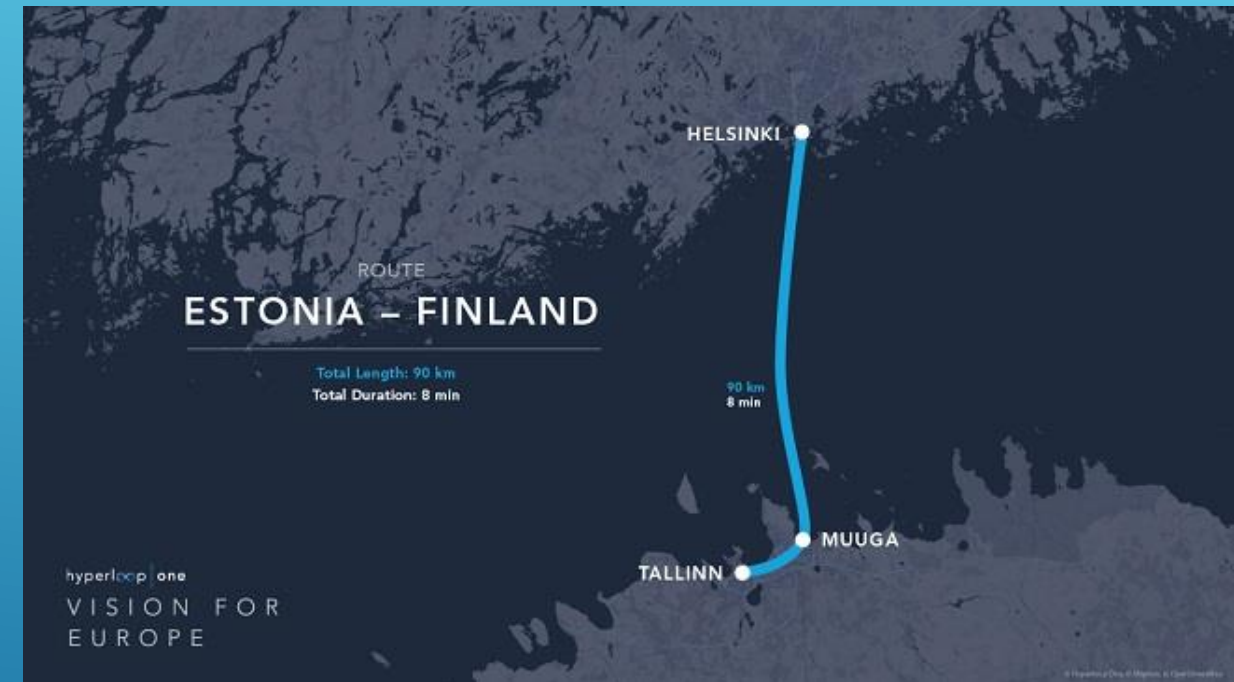 HELSINKI
ROUTE
ESTONIA – FINLAND
Total Length: 90 km
Total Duration: 8 min
90 km
8 min
MUUGA
TALLINN
hyperloop one
VISION FOR
EUROPE